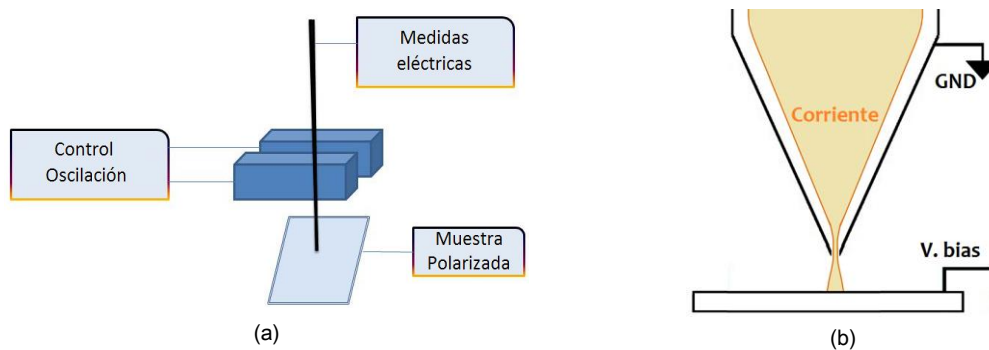 Medidas
eléctricas
Control
Oscilación
Muestra
Polarizada
(a)
GND
Corriente
V. bias
(b)